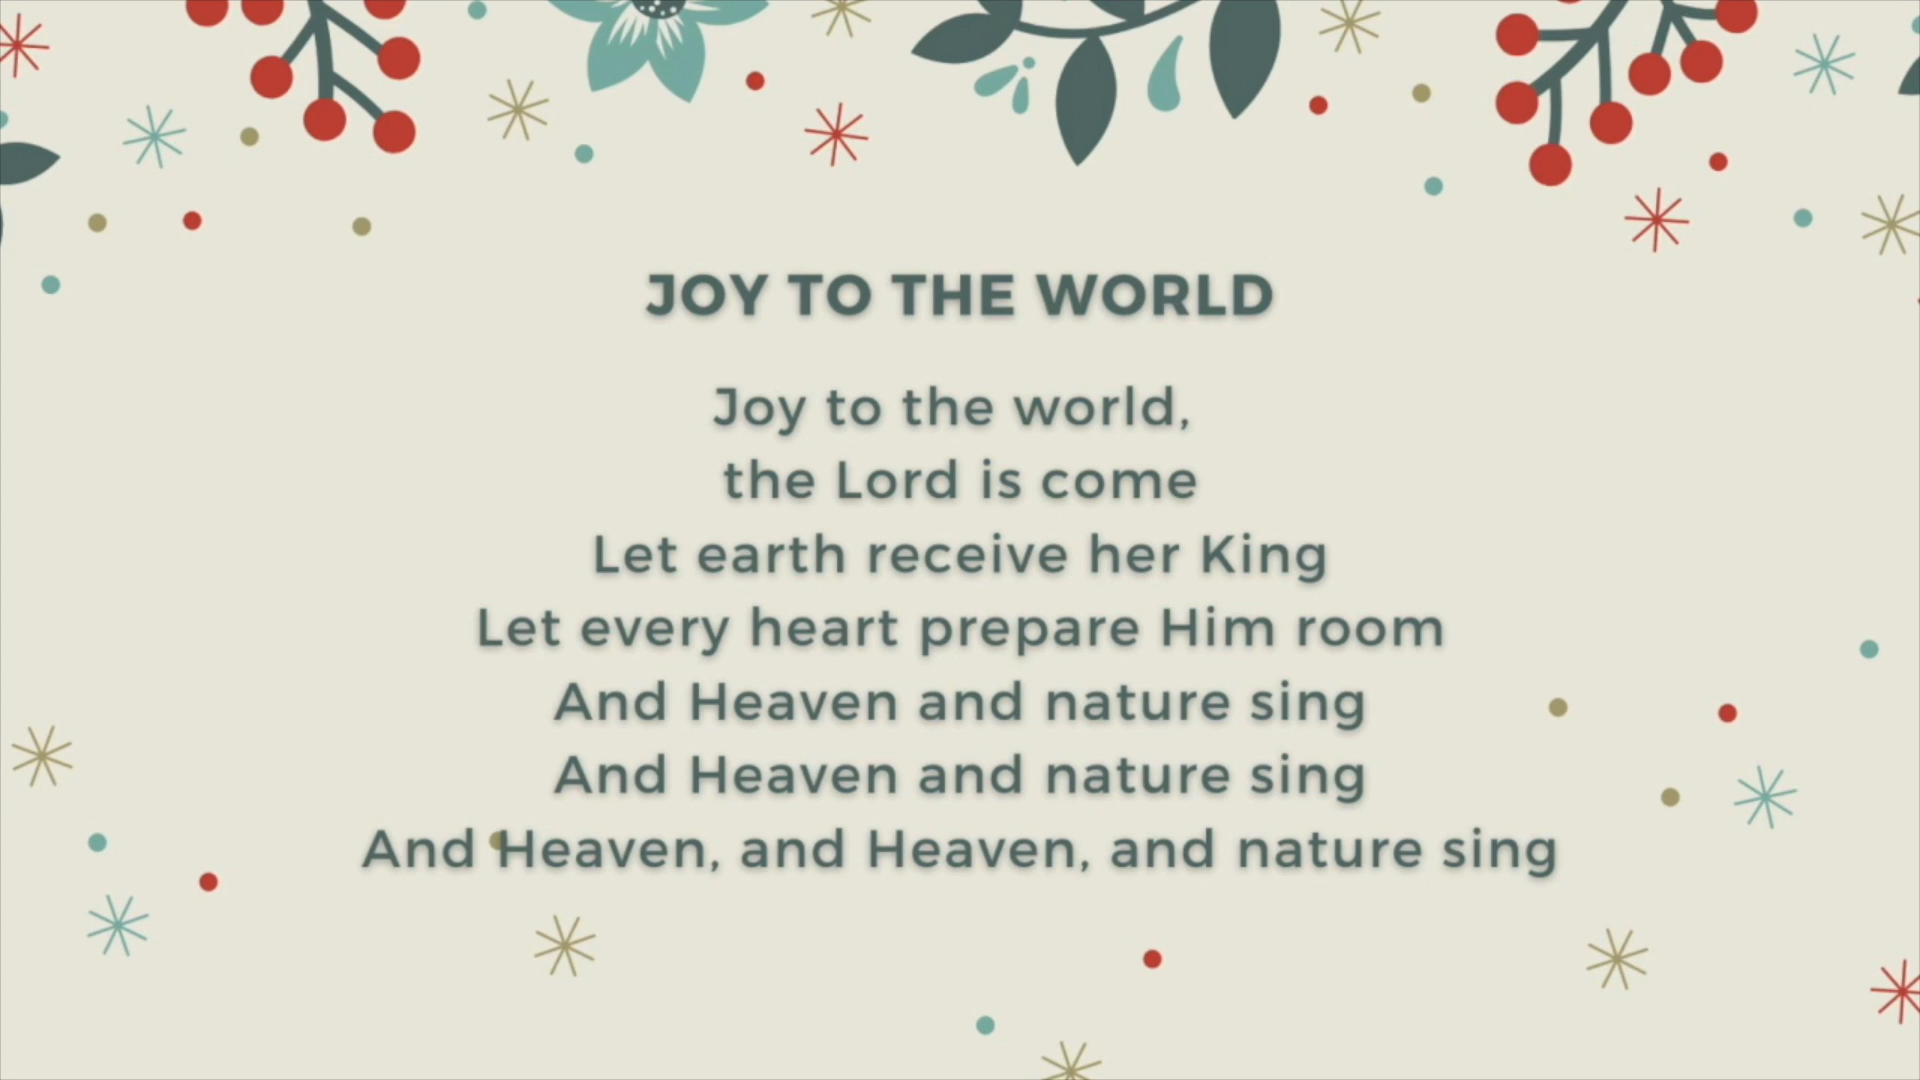 JOY TO THE WORLD
Joy to the world,
the Lord is come
Let earth receive her King
Let every heart prepare Him room
And Heaven and nature sing
And Heaven and nature sing
And Heaven, and Heaven, and nature sing